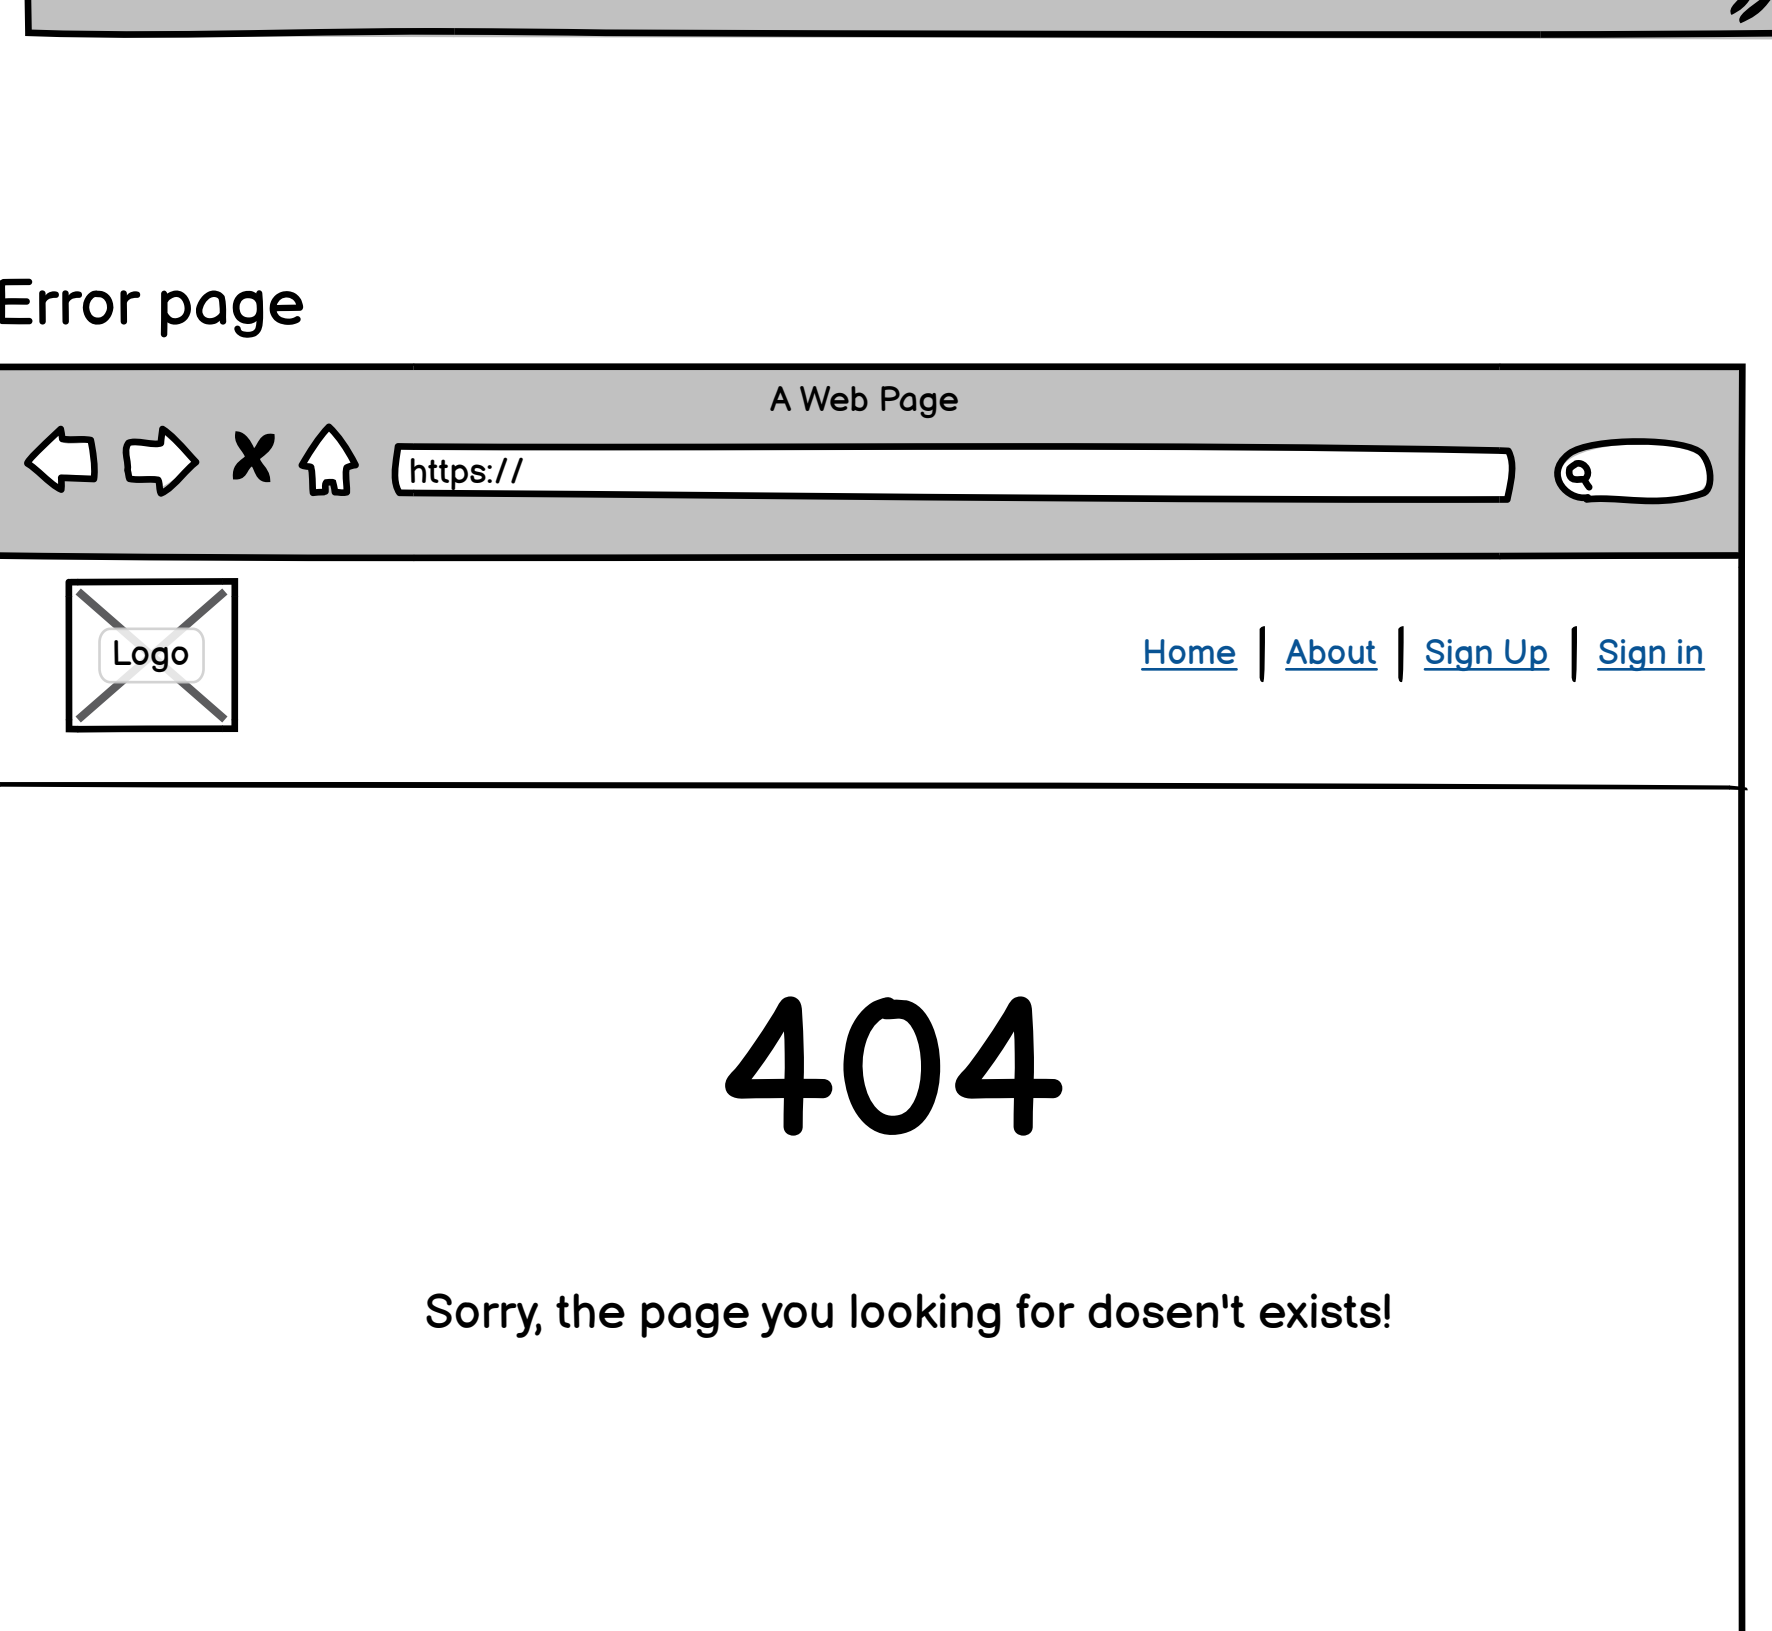 Error page
A Web Page
https://
Logo
Home | About | Sign Up | Sign in
404
Sorry, the page you looking for dosen't exists!